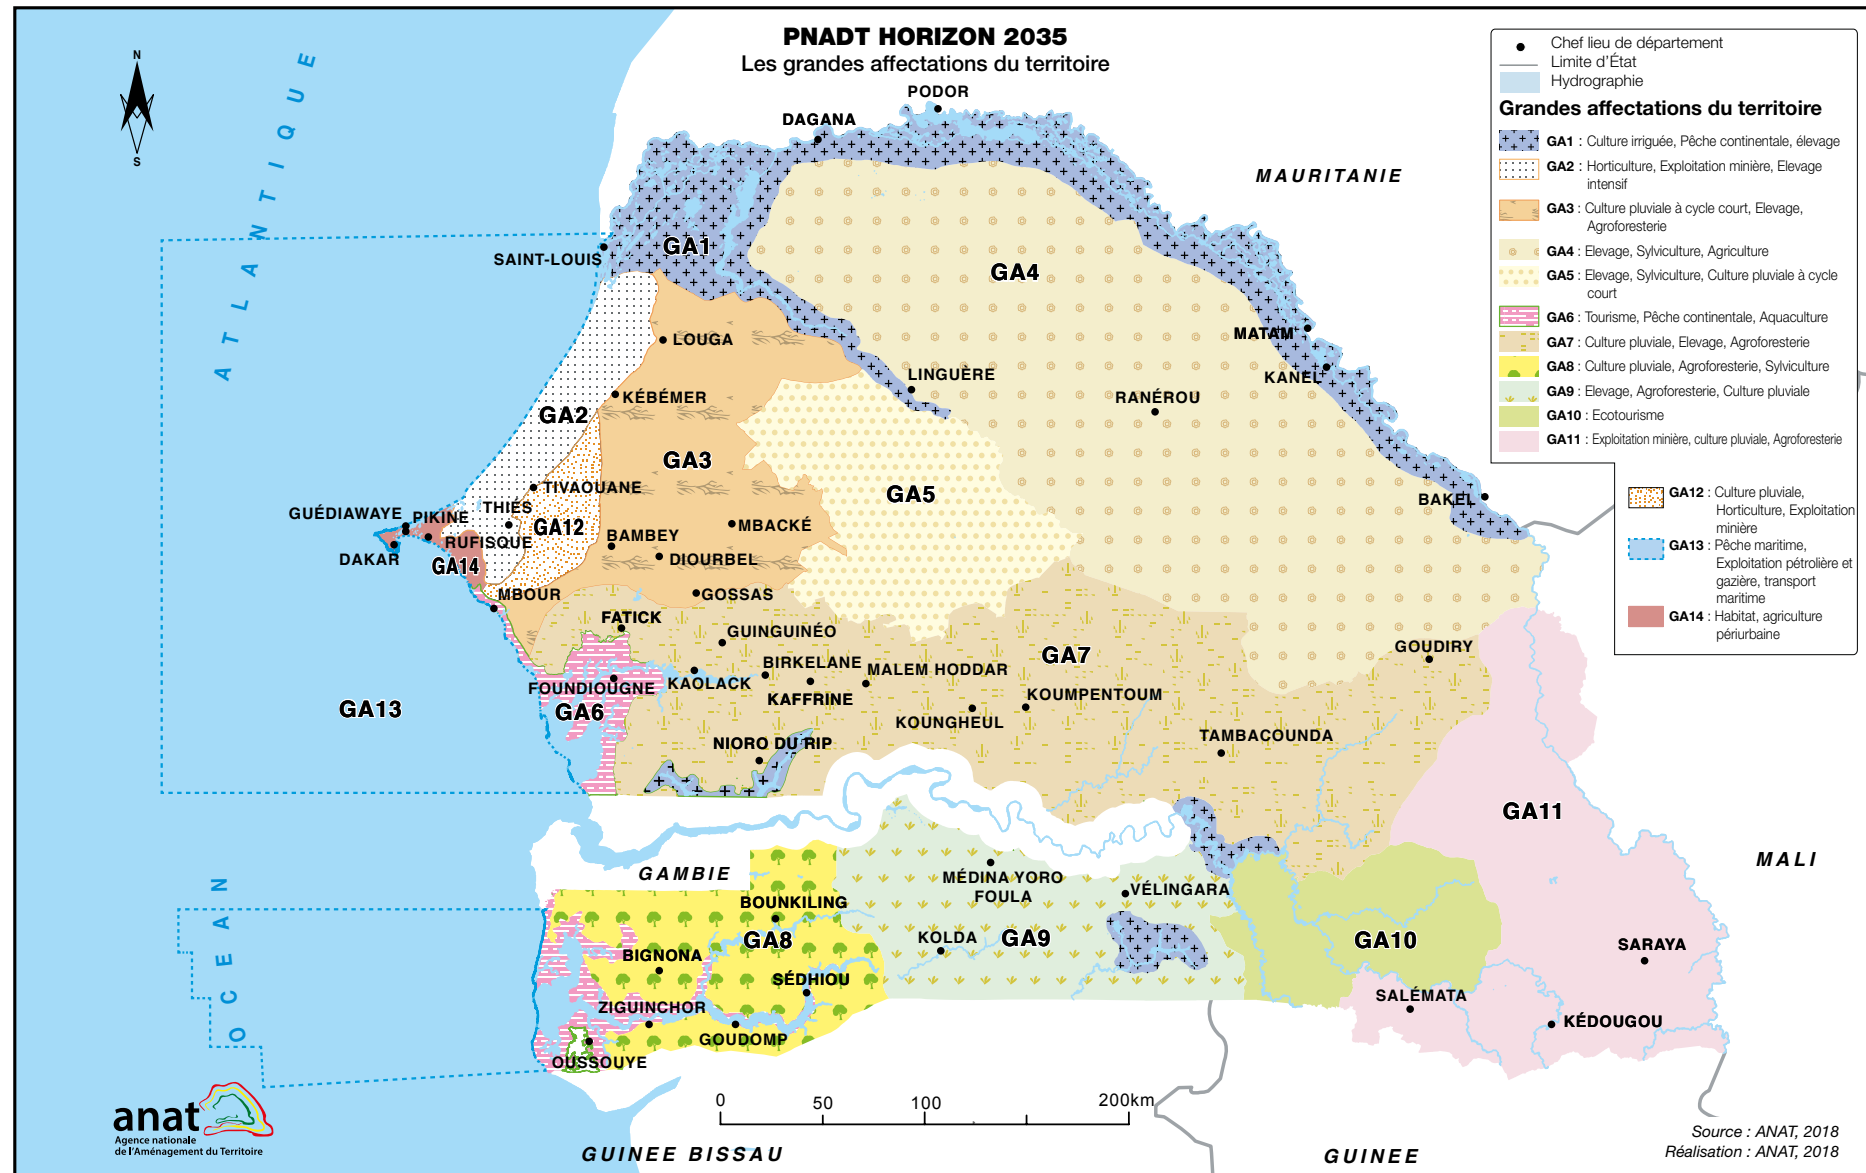 PNADT HORIZON 2035
Les grandes affectations du territoire
N
S
ATLANTIQUE
OCEAN
MAURITANIE
MALI
GAMBIE
GUINEE BISSAU
GUINEE
PODOR
DAGANA
SAINT-LOUIS
GA1
GA4
LOUGA
MATAM
LINGUÈRE
KANEL
KÉBÉMER
RANÉROU
GA2
GA3
GA5
TIVAOUANE
BAKEL
THIÈS
GUÉDIAWAYE
PIKINE
GA12
MBACKÉ
RUFISQUE
BAMBEY
DAKAR
GA14
DIOURBEL
MBOUR
GOSSAS
FATICK
GUINGUINÉO
GOUDIRY
GA7
BIRKELANE
MALEM HODDAR
FOUNDIOUGNE
KAOLACK
KAFFRINE
KOUMPENTOUM
GA13
GA6
KOUNGHEUL
NIORO DU RIP
TAMBACOUNDA
GA11
MÉDINA YORO
FOULA
VÉLINGARA
BOUNKILING
GA8
KOLDA
GA9
GA10
SARAYA
BIGNONA
SÉDHIOU
SALÉMATA
ZIGUINCHOR
KÉDOUGOU
GOUDOMP
OUSSOUYE
Chef lieu de département
Limite d'État
Hydrographie
Grandes affectations du territoire
GA1 : Culture irriguée, Pêche continentale, élevage
GA2 : Horticulture, Exploitation minière, Elevage
intensif
GA3 : Culture pluviale à cycle court, Elevage,
Agroforesterie
GA4 : Elevage, Sylviculture, Agriculture
GA5 : Elevage, Sylviculture, Culture pluviale à cycle
court
GA6 : Tourisme, Pêche continentale, Aquaculture
GA7 : Culture pluviale, Elevage, Agroforesterie
GA8 : Culture pluviale, Agroforesterie, Sylviculture
GA9 : Elevage, Agroforesterie, Culture pluviale
GA10 : Ecotourisme
GA11 : Exploitation minière, culture pluviale, Agroforesterie
GA12 : Culture pluviale,
Horticulture, Exploitation
minière
GA13 : Pêche maritime,
Exploitation pétrolière et
gazière, transport
maritime
GA14 : Habitat, agriculture
périurbaine
0 50 100 200km
anat
Agence nationale
de l'Aménagement du Territoire
Source : ANAT, 2018
Réalisation : ANAT, 2018